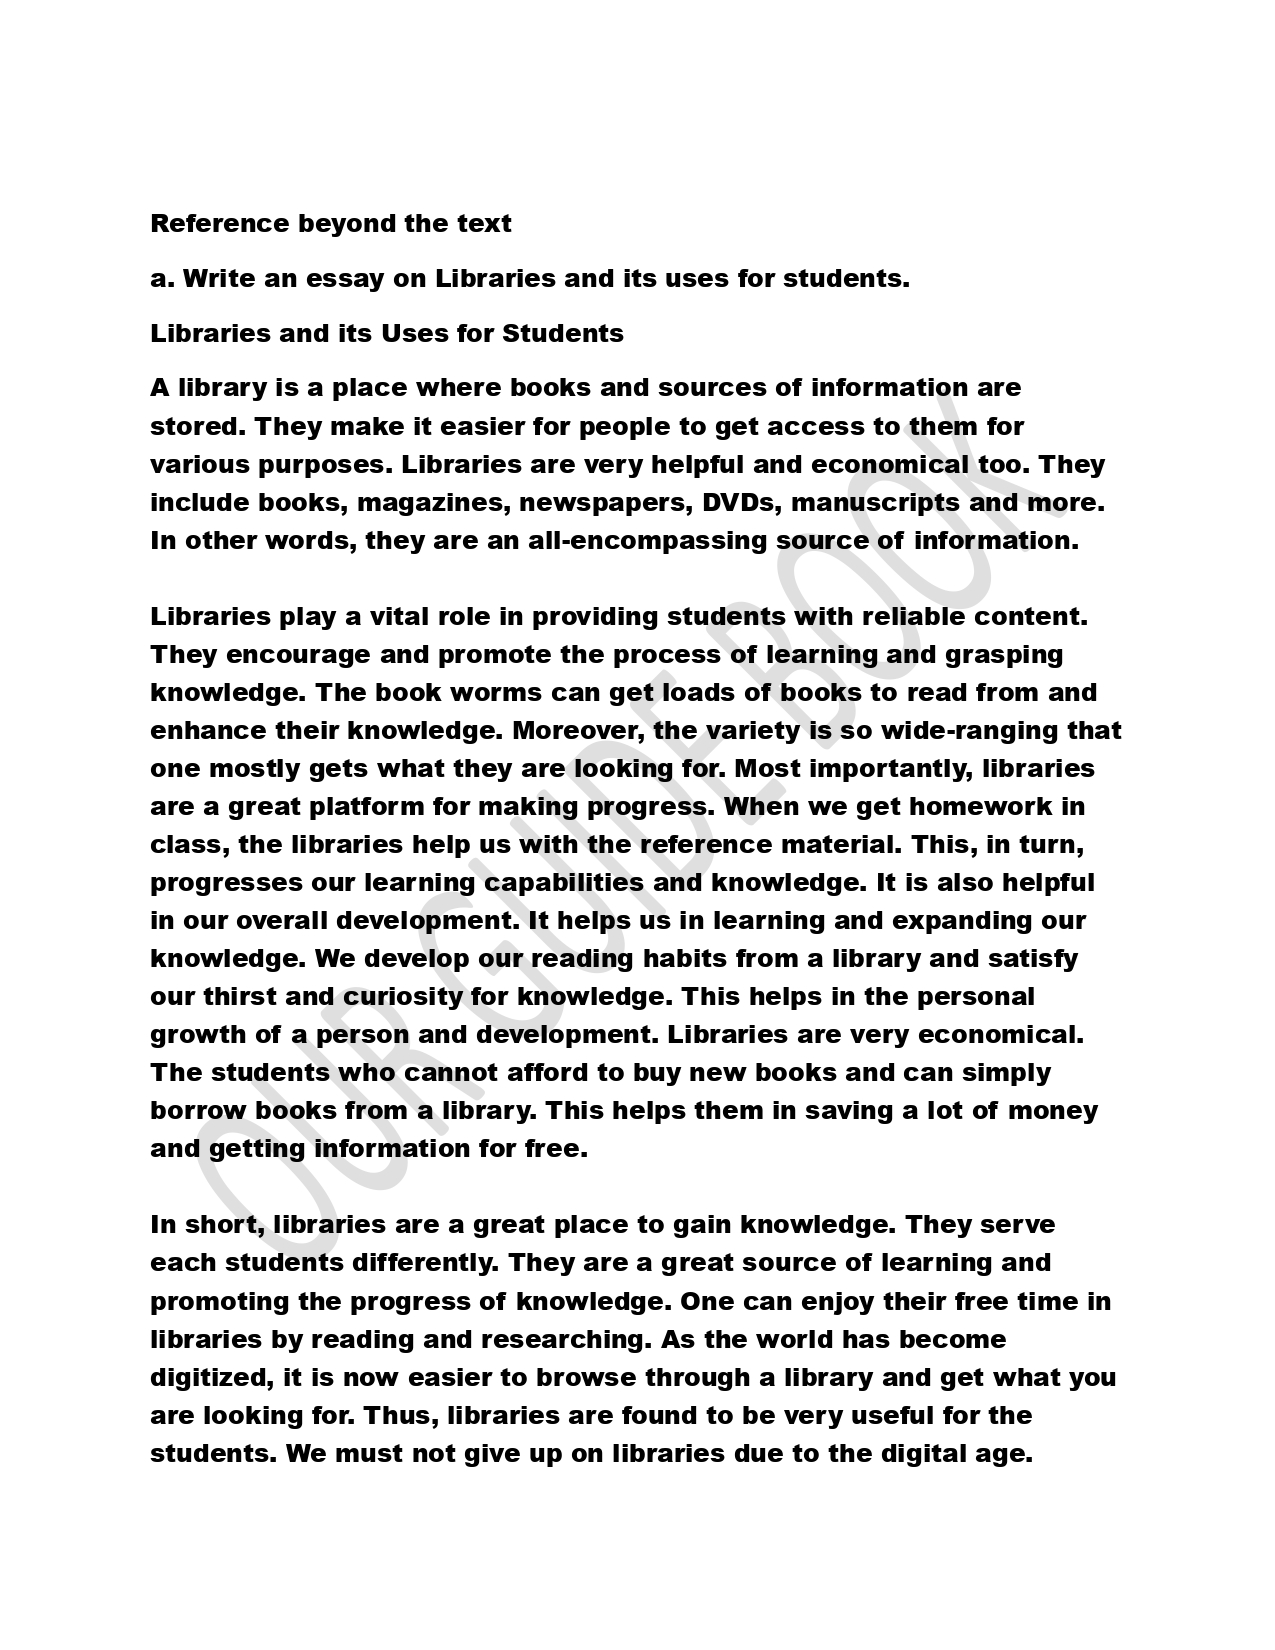 Reference beyond the text
a. Write an essay on Libraries and its uses for students.
Libraries and its Uses for Students
A library is a place where books and sources of information are
stored. They make it easier for people to get access to them for
various purposes. Libraries are very helpful and economical too. They
include books, magazines, newspapers, DVDs, manuscripts and more.
In other words, they are an all-encompassing source of information.
Libraries play a vital role in providing students with reliable content.
They encourage and promote the process of learning and grasping
knowledge. The book worms can get loads of books to read from and
enhance their knowledge. Moreover, the variety is so wide-ranging that
one mostly gets what they are looking for. Most importantly, libraries
are a great platform for making progress. When we get homework in
class, the libraries help us with the reference material. This, in turn,
progresses our learning capabilities and knowledge. It is also helpful
in our overall development. It helps us in learning and expanding our
knowledge. We develop our reading habits from a library and satisfy
our thirst and curiosity for knowledge. This helps in the personal
growth of a person and development. Libraries are very economical.
The students who cannot afford to buy new books and can simply
borrow books from a library. This helps them in saving a lot of money
and getting information for free.
In short, libraries are a great place to gain knowledge. They serve
each students differently. They are a great source of learning and
promoting the progress of knowledge. One can enjoy their free time in
libraries by reading and researching. As the world has become
digitized, it is now easier to browse through a library and get what you
are looking for. Thus, libraries are found to be very useful for the
students. We must not give up on libraries due to the digital age.
OUR GUIDE BOOK